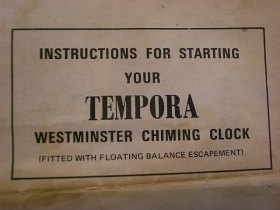 INSTRUCTIONS FOR STARTING
YOUR
TEMPORA
WESTMINSTER CHIMING CLOCK
(FITTED WITH FLOATING BALANCE ESCAPEMENT)